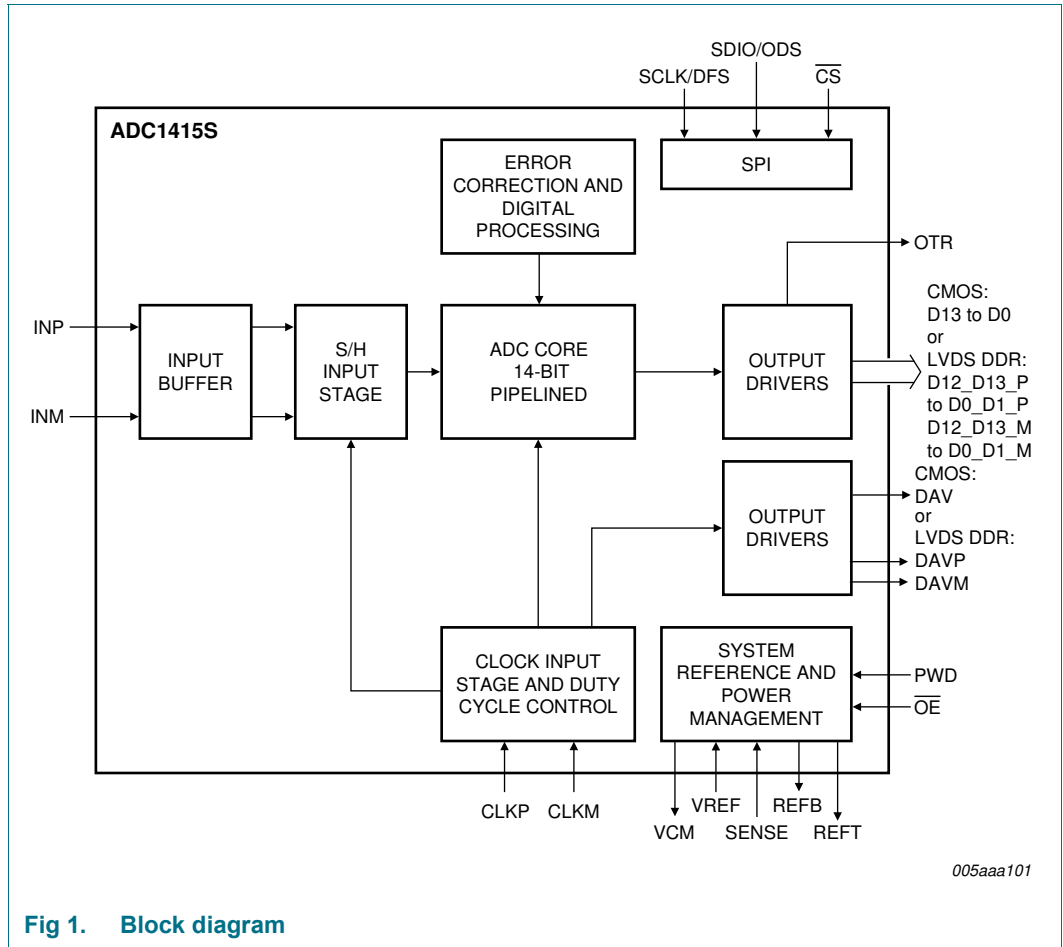 SDIO/ODS
SCLK/DFS
C̅S̅
ADC1415S
ERROR
CORRECTION AND
DIGITAL
PROCESSING
SPI
OTR
INP
INM
INPUT
BUFFER
S/H
INPUT
STAGE
ADC CORE
14-BIT
PIPELINED
OUTPUT
DRIVERS
CMOS:
D13 to D0
or
LVDS DDR:
D12_D13_P
to D0_D1_P
D12_D13_M
to D0_D1_M
OUTPUT
DRIVERS
CMOS:
DAV
or
LVDS DDR:
DAVP
DAVM
CLOCK INPUT
STAGE AND DUTY
CYCLE CONTROL
SYSTEM
REFERENCE AND
POWER
MANAGEMENT
PWD
O̅E̅
CLKP
CLKM
VCM
VREF
SENSE
REFB
REFT
005aaa101
Fig 1. Block diagram